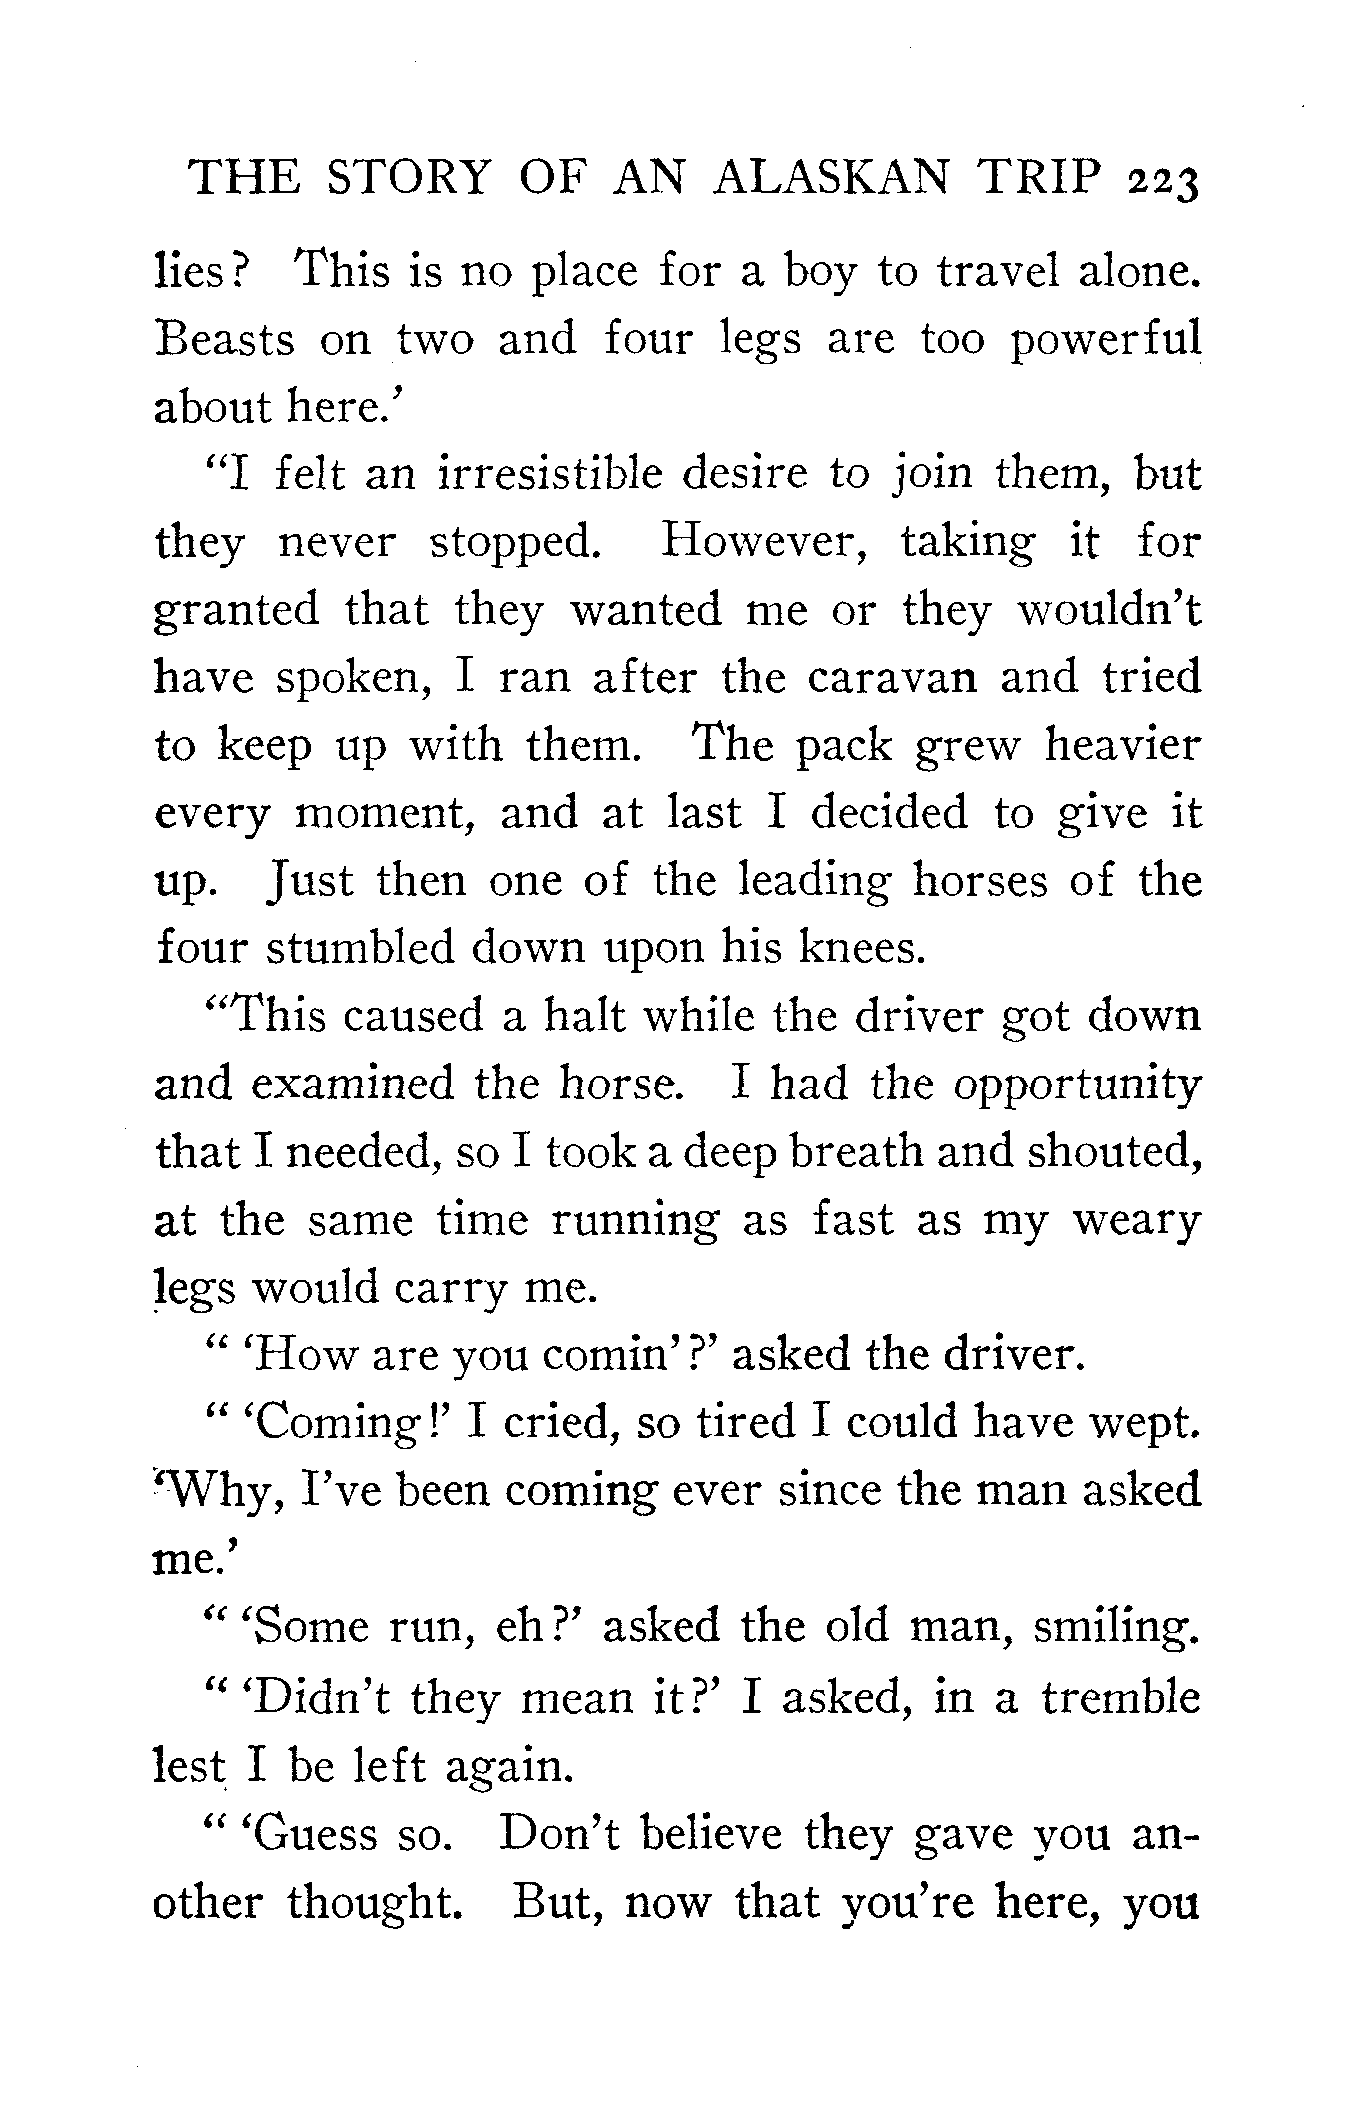 THE STORY OF AN ALASKAN TRIP 223
lies? This is no place for a boy to travel alone.
Beasts on two and four legs are too powerful
about here.’
“I felt an irresistible desire to join them, but
they never stopped. However, taking it for
granted that they wanted me or they wouldn’t
have spoken, I ran after the caravan and tried
to keep up with them. The pack grew heavier
every moment, and at last I decided to give it
up. Just then one of the leading horses of the
four stumbled down upon his knees.
“This caused a halt while the driver got down
and examined the horse. I had the opportunity
that I needed, so I took a deep breath and shouted,
at the same time running as fast as my weary
legs would carry me.
“ ‘How are you comin’?’ asked the driver.
“ ‘Coming!’ I cried, so tired I could have wept.
‘Why, I’ve been coming ever since the man asked
me.’
“ ‘Some run, eh?’ asked the old man, smiling.
“ ‘Didn’t they mean it?’ I asked, in a tremble
lest I be left again.
“ ‘Guess so. Don’t believe they gave you an-
other thought. But, now that you’re here, you